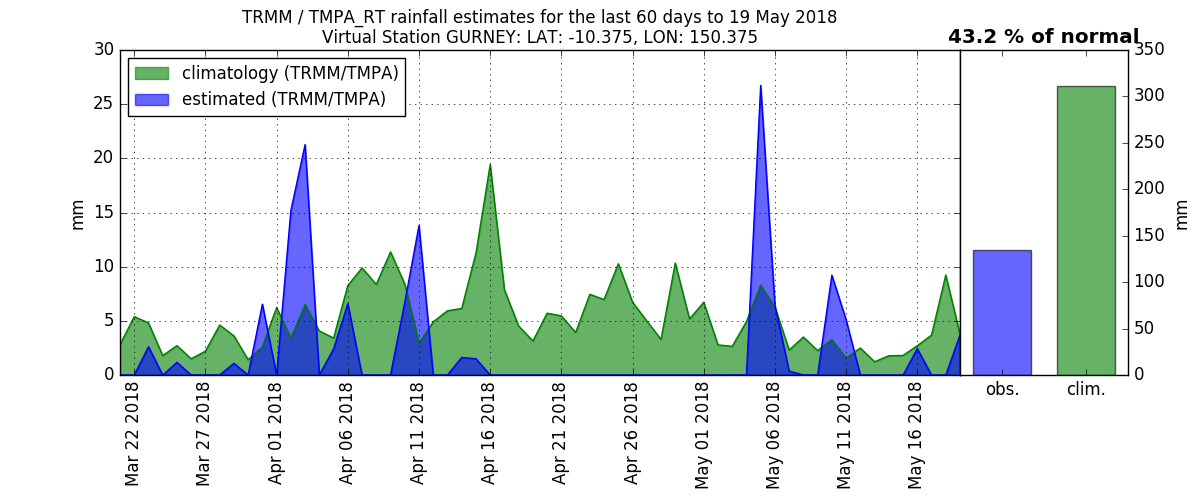 TRMM / TMPA_RT rainfall estimates for the last 60 days to 19 May 2018
Virtual Station GURNEY: LAT: -10.375, LON: 150.375
43.2 % of normal
climatology (TRMM/TMPA)
estimated (TRMM/TMPA)
mm
30
25
20
15
10
5
0
Mar 22 2018
Mar 27 2018
Apr 01 2018
Apr 06 2018
Apr 11 2018
Apr 16 2018
Apr 21 2018
Apr 26 2018
May 01 2018
May 06 2018
May 11 2018
May 16 2018
obs.
clim.
350
300
250
200
150
100
50
0
mm